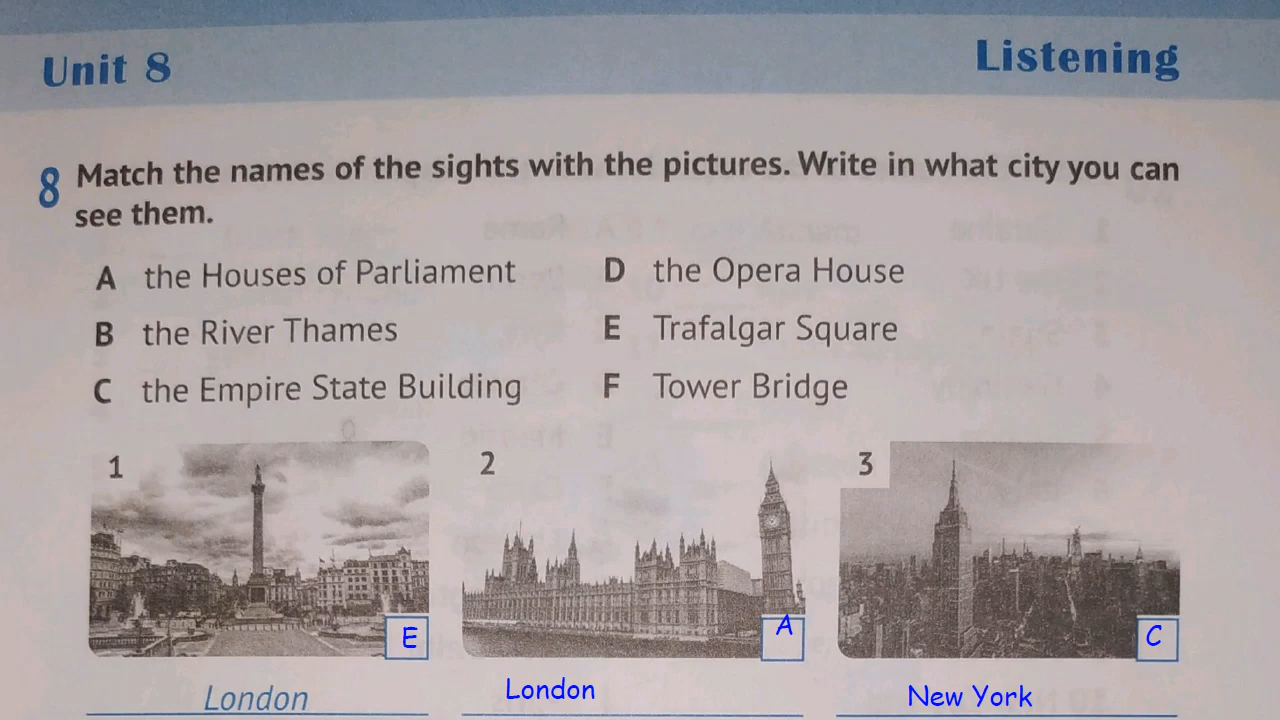 Unit 8
Listening
8 Match the names of the sights with the pictures. Write in what city you can
see them.
A the Houses of Parliament
D the Opera House
B the River Thames
E Trafalgar Square
C the Empire State Building
F Tower Bridge
1
2
3
E
A
C
London
London
New York